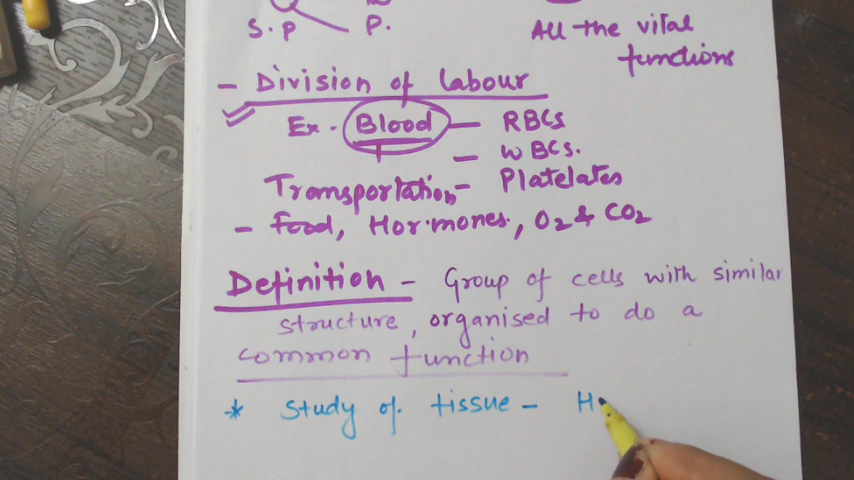 S.P P. All the vital
functions
- Division of labour
Ex. Blood - RBCs
- WBCs.
Transportation - Platelates
- Food, Hormones, O2 & CO2
Definition - Group of cells with similar
structure, organised to do a
common function
* Study of tissue - H